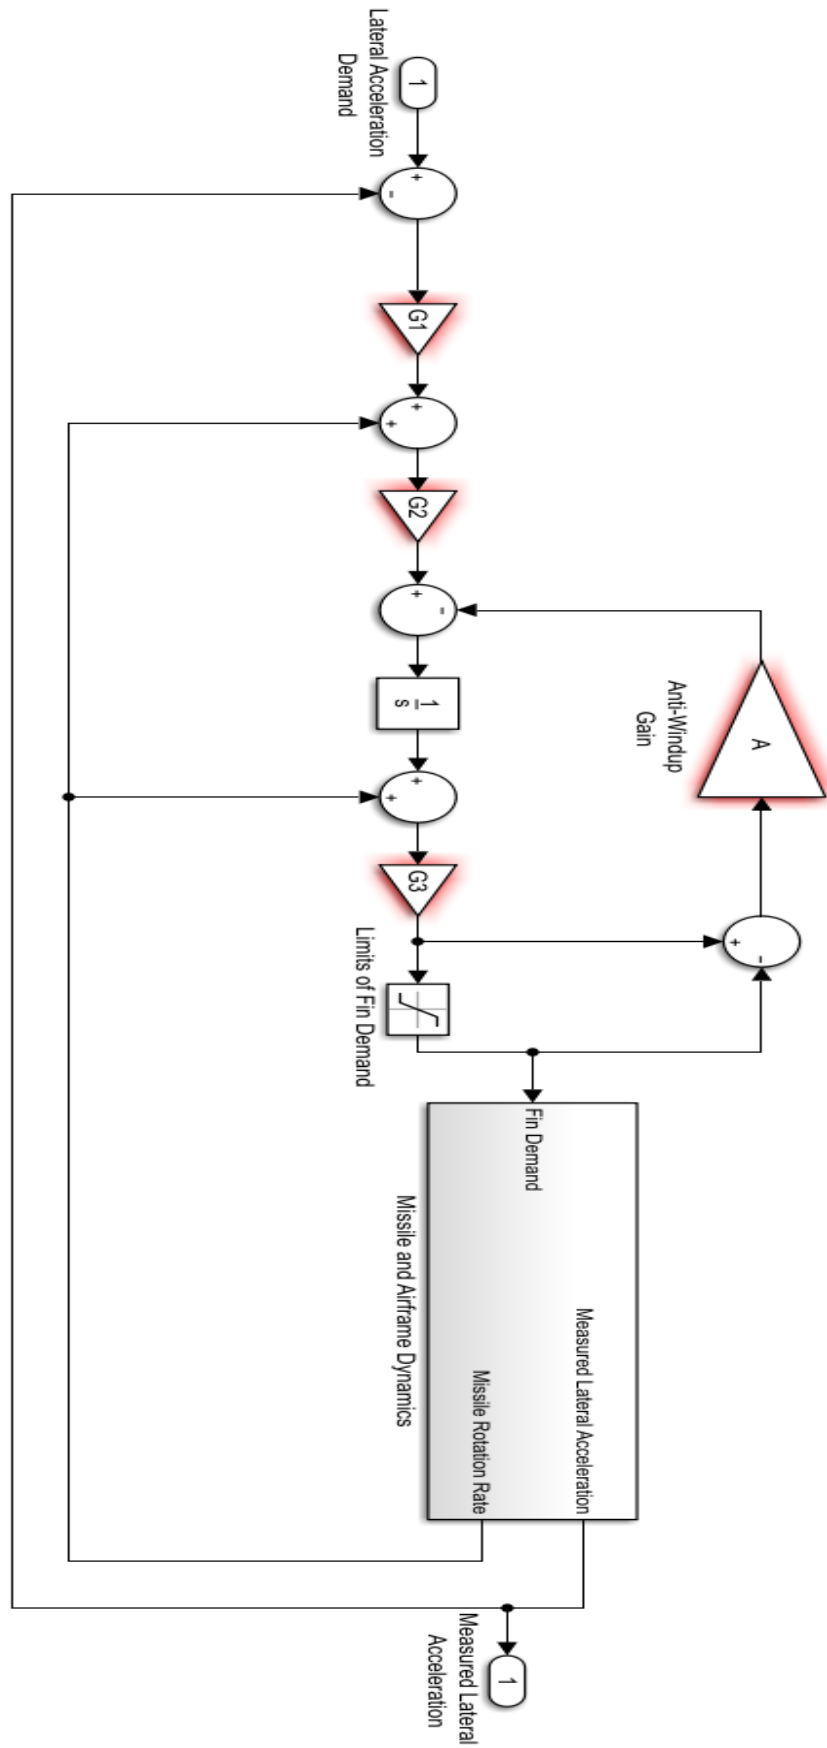 1
Lateral Acceleration
Demand
+
-
G1
+
+
G2
+
-
1
s
+
+
G3
Anti-Windup
Gain
A
+
-
Limits of Fin Demand
Fin Demand
Measured Lateral Acceleration
Missile Rotation Rate
Missile and Airframe Dynamics
1
Measured Lateral
Acceleration